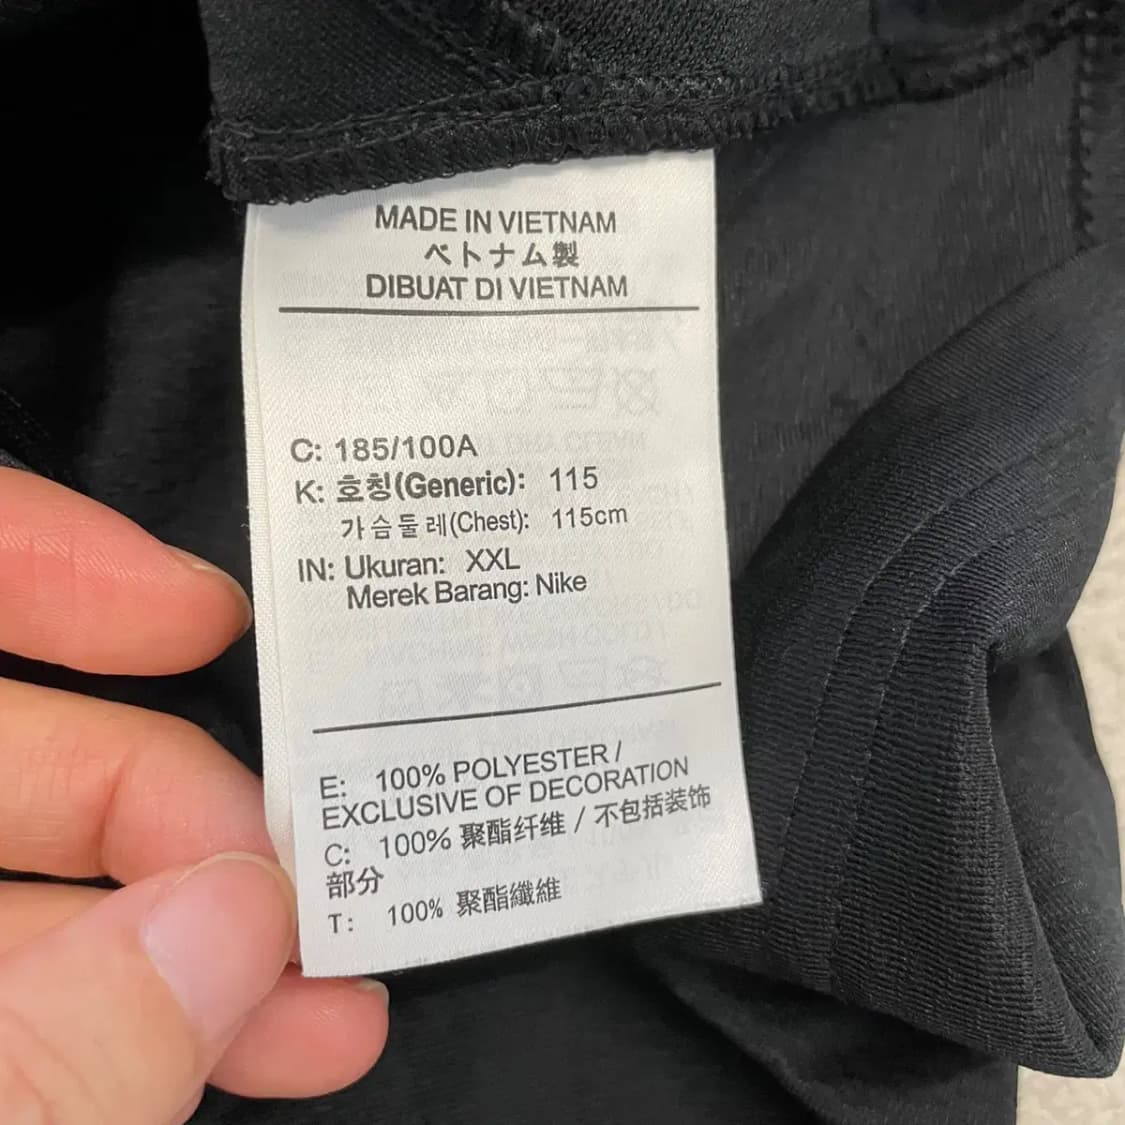 MADE IN VIETNAM
ベトナム製
DIBUAT DI VIETNAM
C: 185/100A
K: 호칭(Generic): 115
가슴둘레(Chest): 115cm
IN: Ukuran: XXL
Merek Barang: Nike
E: 100% POLYESTER /
EXCLUSIVE OF DECORATION
C: 100% 聚酯纤维 / 不包括装饰
部分
T: 100% 聚酯纖維